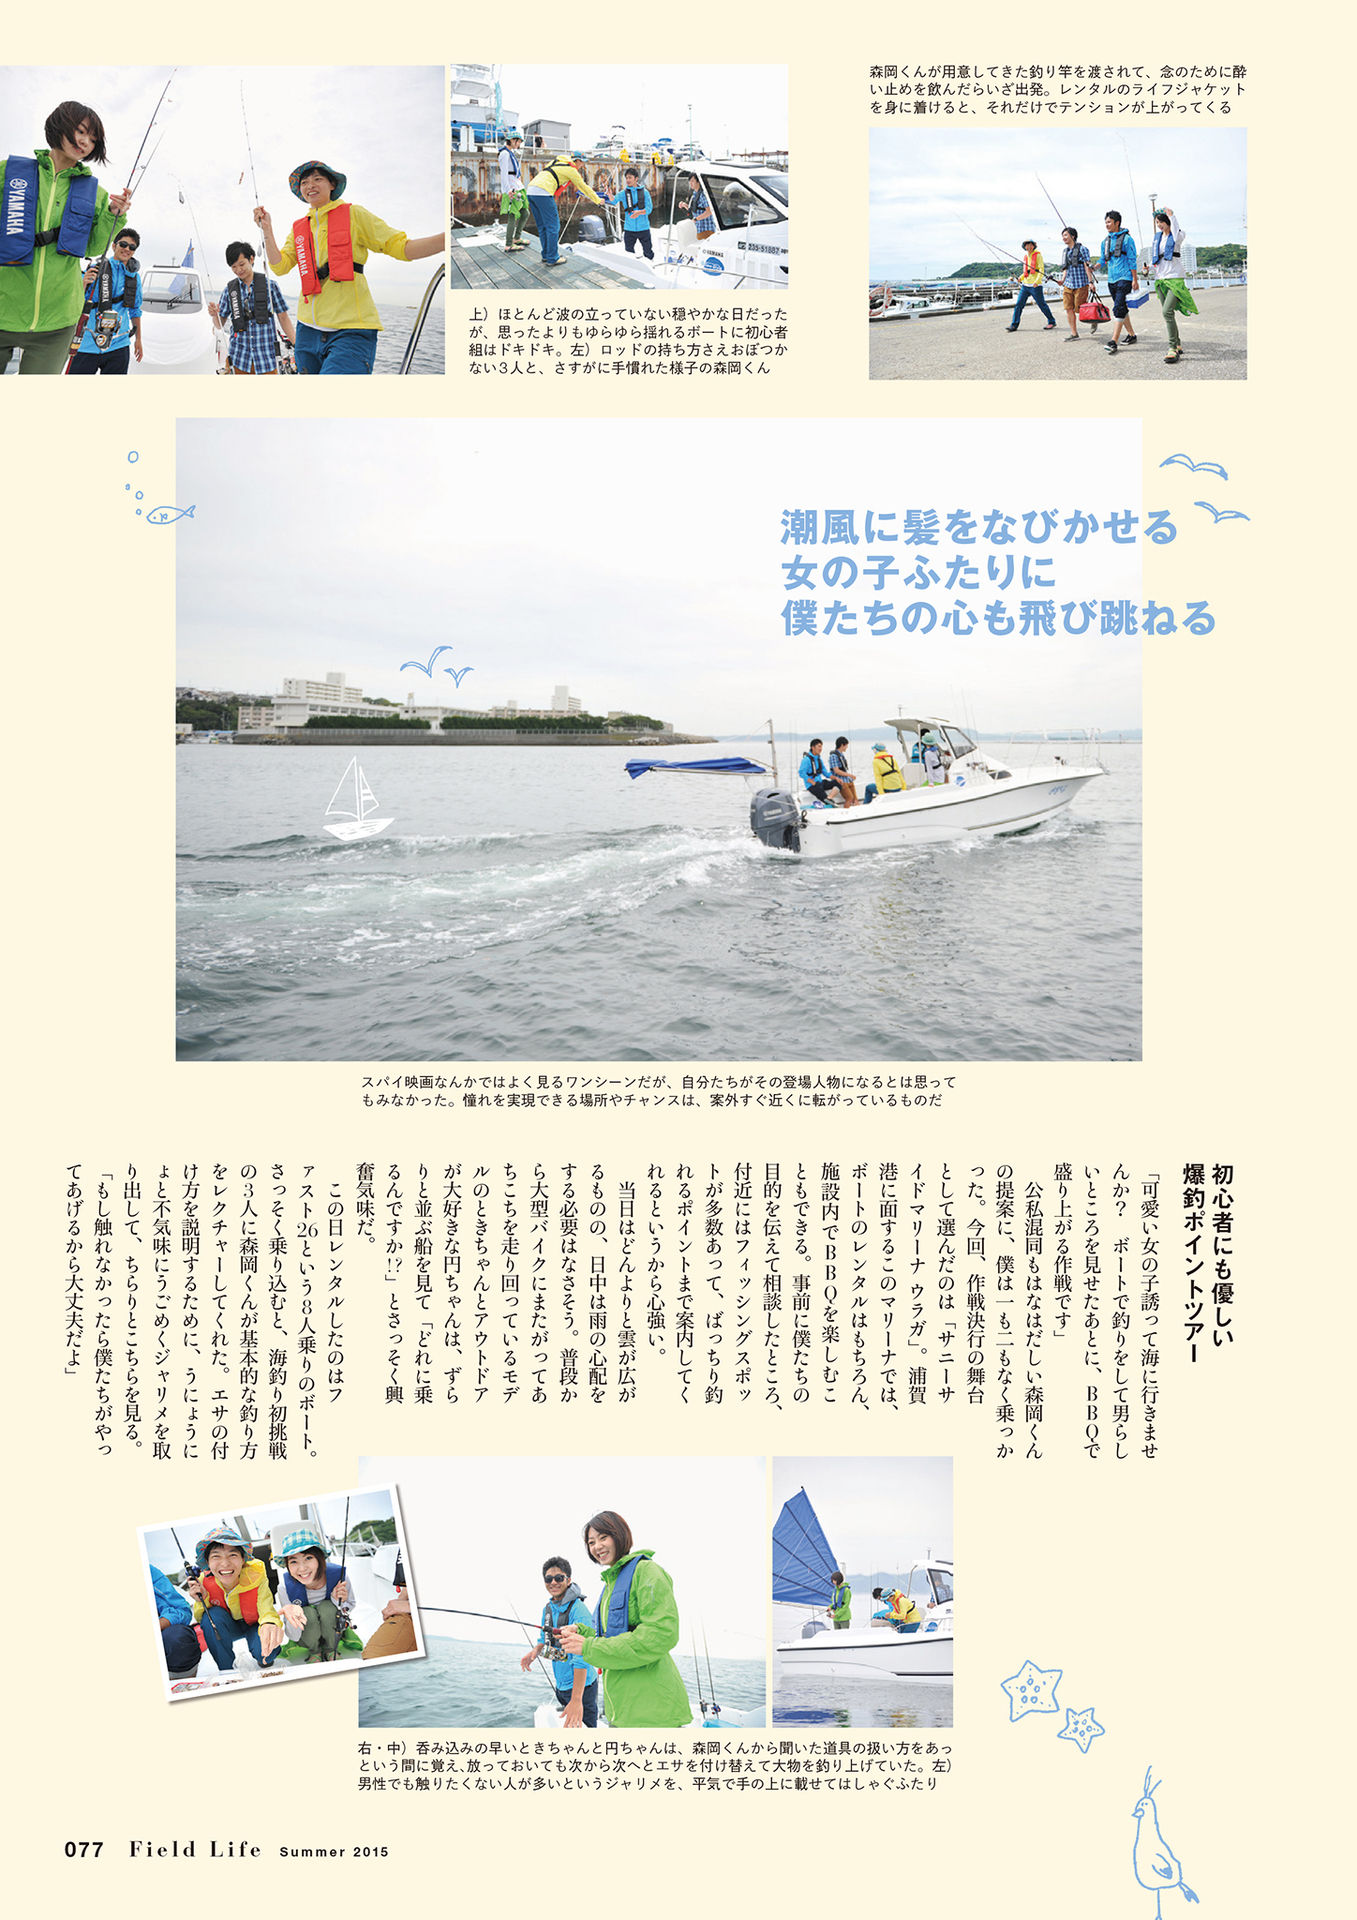 森岡くんが用意してきた釣り竿を渡されて、念のために酔
い止めを飲んだらいざ出発。レンタルのライフジャケット
を身に着けると、それだけでテンションが上がってくる
YAMAHA
YAMAHA
上）ほとんど波の立っていない穏やかな日だった
が、思ったよりもゆらゆら揺れるボートに初心者
組はドキドキ。左）ロッドの持ち方さえおぼつか
ない3人と、さすがに手慣れた様子の森岡くん
潮風に髪をなびかせる
女の子ふたりに
僕たちの心も飛び跳ねる
スパイ映画なんかではよく見るワンシーンだが、自分たちがその登場人物になるとは思って
もみなかった。憧れを実現できる場所やチャンスは、案外すぐ近くに転がっているものだ
初心者にも優しい
爆釣ポイントツアー
「可愛い女の子誘って海に行きませ
んか？　ボートで釣りをして男らし
いところを見せたあとに、BBQで
盛り上がる作戦です」
公私混同もはなはだしい森岡くん
の提案に、僕は一も二もなく乗っか
った。今回、作戦決行の舞台
として選んだのは「サニーサ
イドマリーナ ウラガ」。浦賀
港に面するこのマリーナでは、
ボートのレンタルはもちろん、
施設内でBBQを楽しむこ
ともできる。事前に僕たちの
目的を伝えて相談したところ、
付近にはフィッシングスポッ
トが多数あって、ばっちり釣
れるポイントまで案内してく
れるというから心強い。
当日はどんよりと雲が広が
るものの、日中は雨の心配を
する必要はなさそう。普段か
ら大型バイクにまたがってあ
ちこちを走り回っているモデ
ルのときちゃんとアウトドア
が大好きな円ちゃんは、ずら
りと並ぶ船を見て「どれに乗
るんですか!?」とさっそく興
奮気味だ。
この日レンタルしたのはフ
ァスト26という8人乗りのボート。
さっそく乗り込むと、海釣り初挑戦
の3人に森岡くんが基本的な釣り方
をレクチャーしてくれた。エサの付
け方を説明するために、うにょうに
ょと不気味にうごめくジャリメを取
り出して、ちらりとこちらを見る。
「もし触れなかったら僕たちがやっ
てあげるから大丈夫だよ」
右・中）呑み込みの早いときちゃんと円ちゃんは、森岡くんから聞いた道具の扱い方をあっ
という間に覚え、放っておいても次から次へとエサを付け替えて大物を釣り上げていた。左）
男性でも触りたくない人が多いというジャリメを、平気で手の上に載せてはしゃぐふたり
077 Field Life Summer 2015